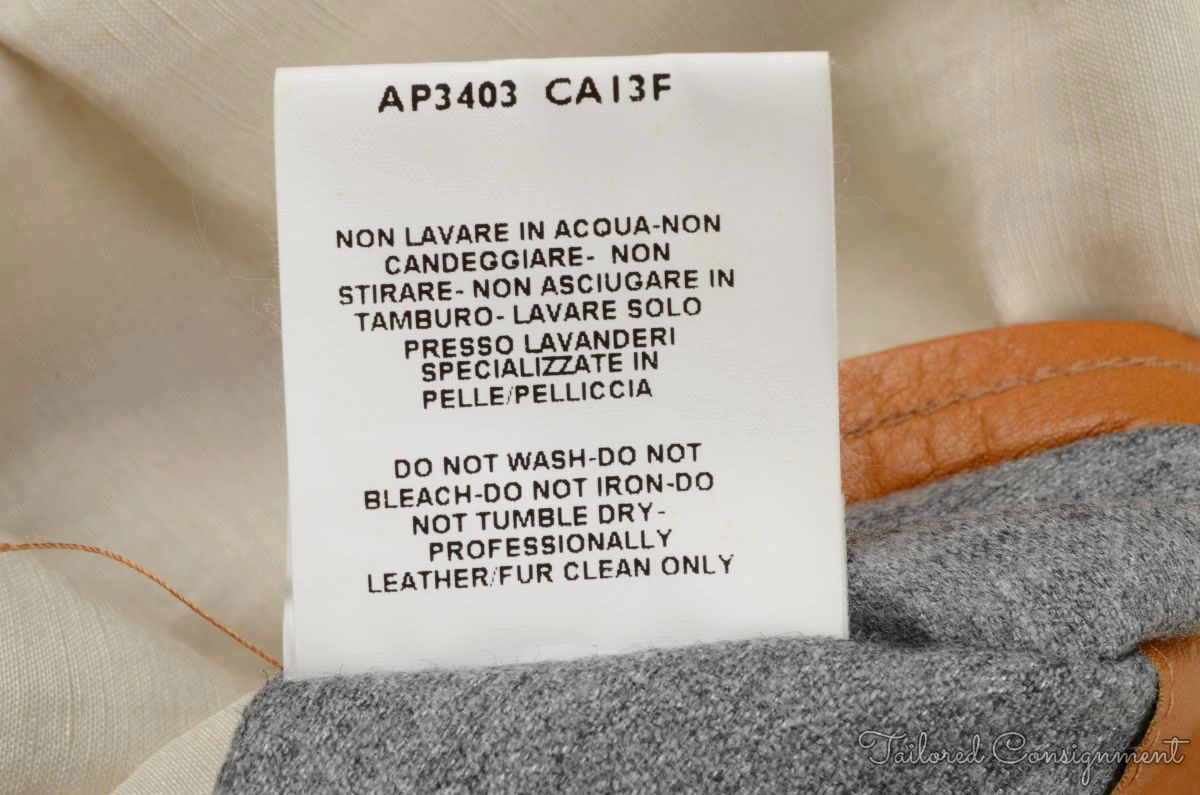 AP3403 CA13F
NON LAVARE IN ACQUA-NON
CANDEGGIARE- NON
STIRARE- NON ASCIUGARE IN
TAMBURO- LAVARE SOLO
PRESSO LAVANDERI
SPECIALIZZATE IN
PELLE/PELLICCIA
DO NOT WASH-DO NOT
BLEACH-DO NOT IRON-DO
NOT TUMBLE DRY-
PROFESSIONALLY
LEATHER/FUR CLEAN ONLY
Tailored Consignment